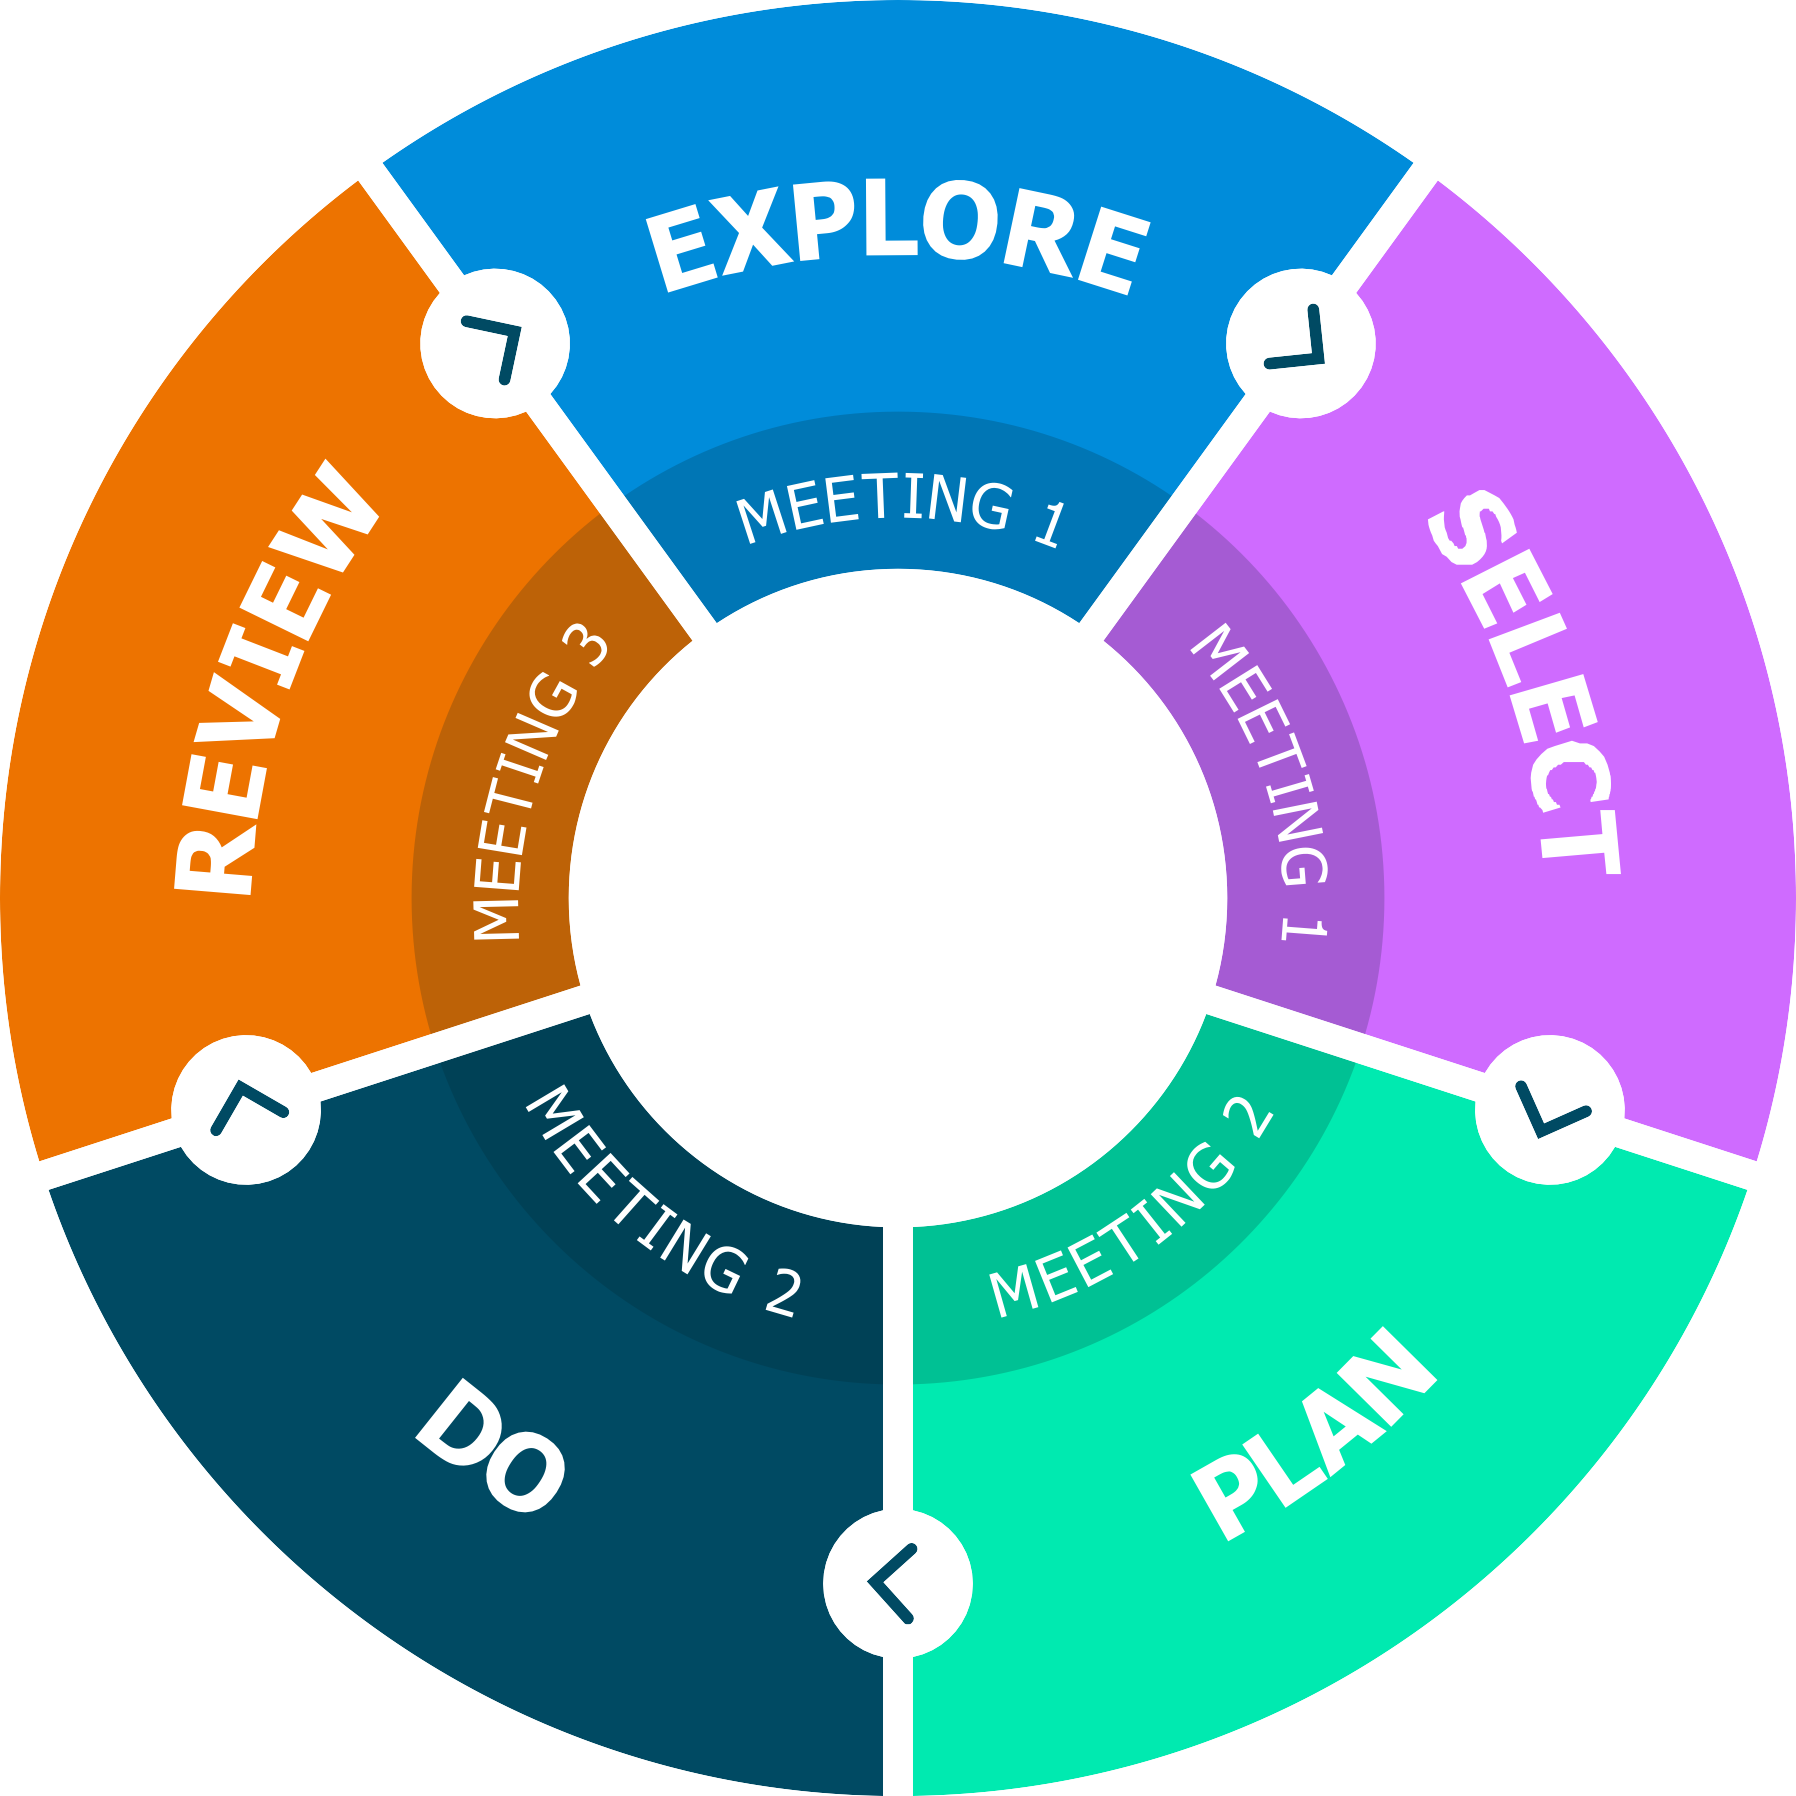 EXPLORE
MEETING 1
SELECT
MEETING 1
PLAN
MEETING 2
DO
MEETING 2
REVIEW
MEETING 3